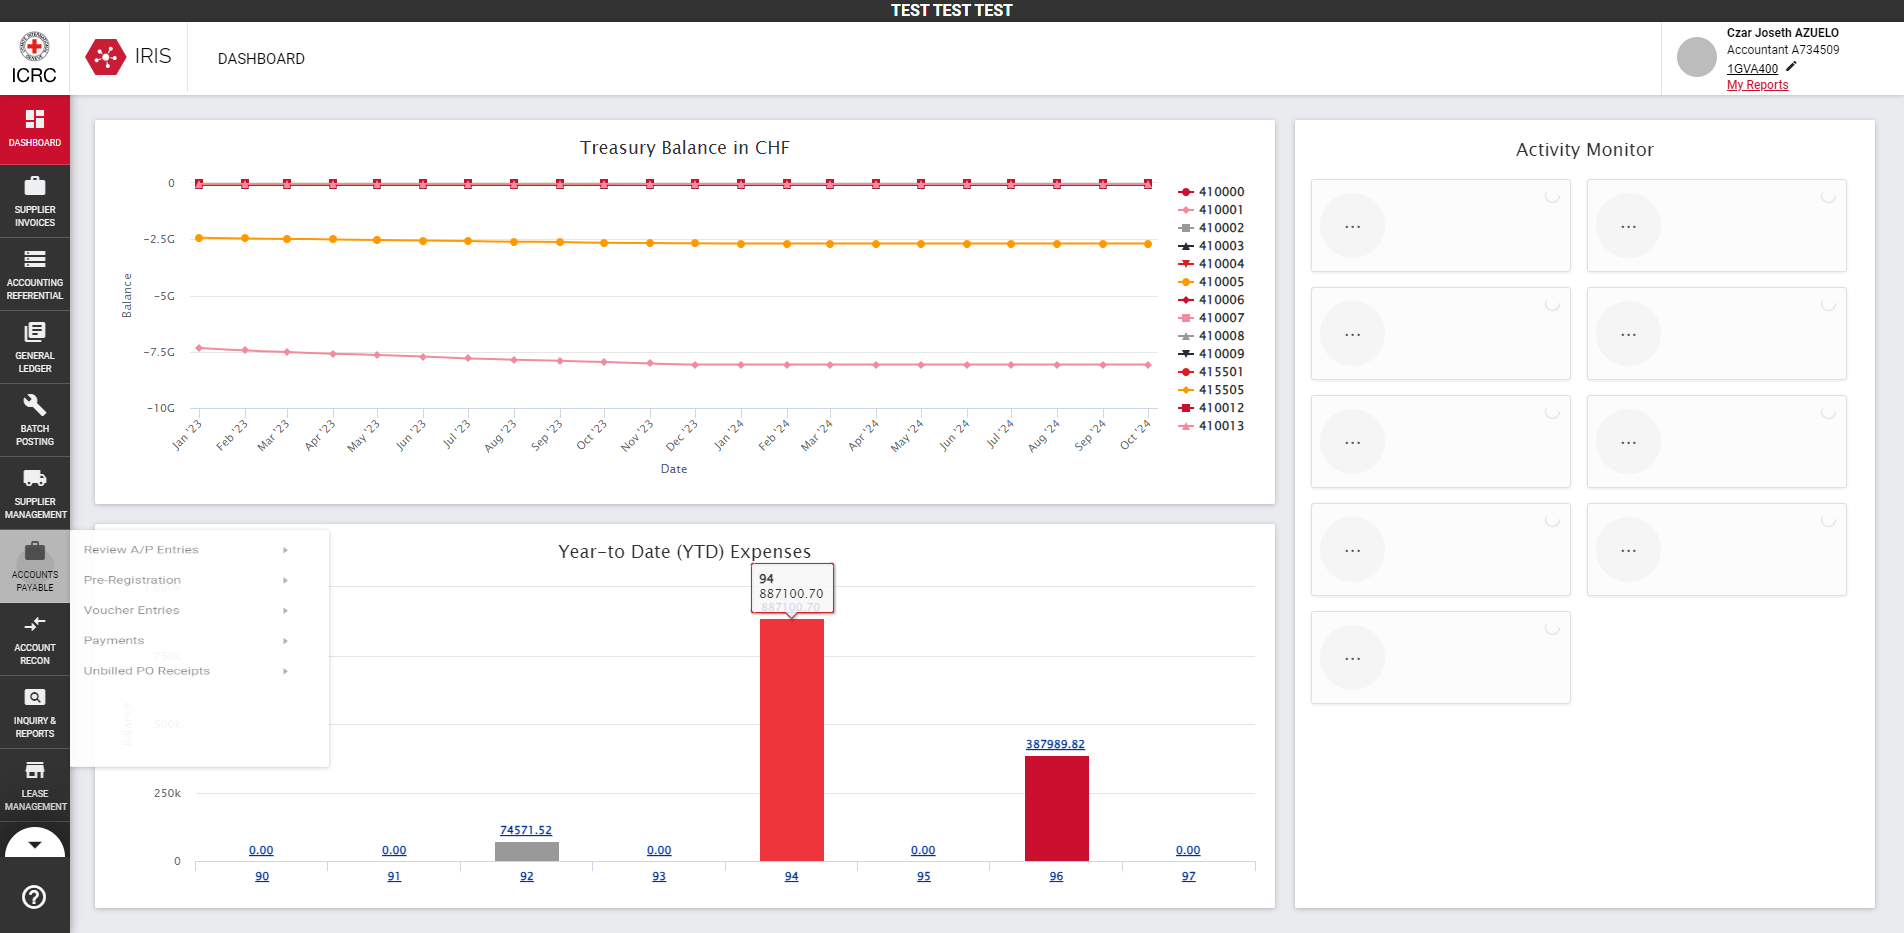 TEST TEST TEST
ICRC
IRIS
DASHBOARD
Czar Joseth AZUELO
Accountant A734509
1GVA400
My Reports
DASHBOARD
SUPPLIER
INVOICES
ACCOUNTING
REFERENTIAL
GENERAL
LEDGER
BATCH
POSTING
SUPPLIER
MANAGEMENT
ACCOUNTS
PAYABLE
ACCOUNT
RECON
INQUIRY &
REPORTS
LEASE
MANAGEMENT
Treasury Balance in CHF
0
-2.5G
-5G
-7.5G
-10G
Balance
Jan '23
Feb '23
Mar '23
Apr '23
May '23
Jun '23
Jul '23
Aug '23
Sep '23
Oct '23
Nov '23
Dec '23
Jan '24
Feb '24
Mar '24
Apr '24
May '24
Jun '24
Jul '24
Aug '24
Sep '24
Oct '24
Date
410000
410001
410002
410003
410004
410005
410006
410007
410008
410009
415501
415505
410012
410013
Review A/P Entries
Pre-Registration
Voucher Entries
Payments
Unbilled PO Receipts
Year-to Date (YTD) Expenses
94
887100.70
887100.70
750k
500k
250k
0
Balance
0.00
0.00
74571.52
0.00
0.00
387989.82
0.00
90
91
92
93
94
95
96
97
Activity Monitor
...
...
...
...
...
...
...
...
...